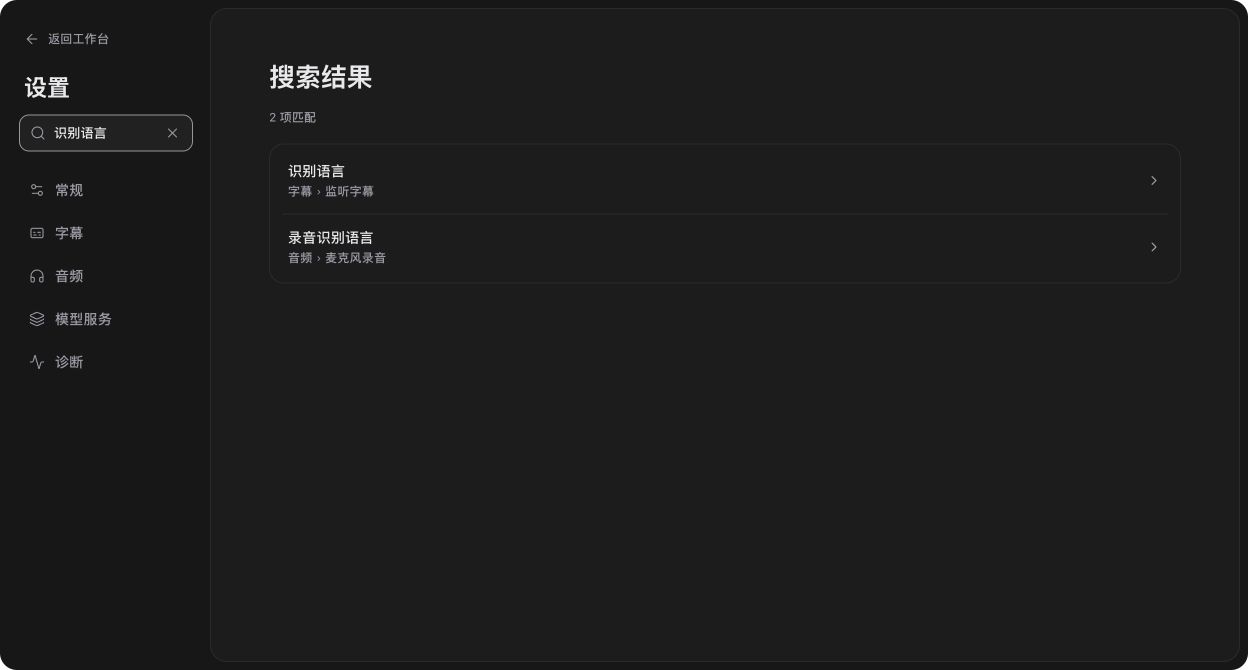 返回工作台
设置
识别语言
常规
字幕
音频
模型服务
诊断
搜索结果
2 项匹配
识别语言
字幕 › 监听字幕
录音识别语言
音频 › 麦克风录音